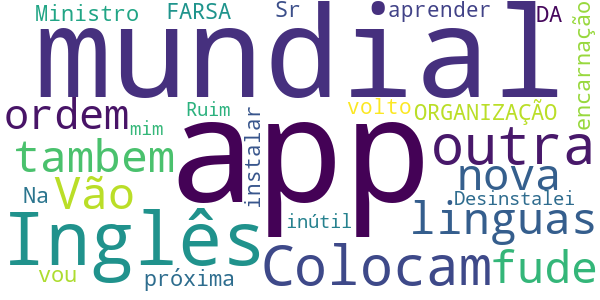 Ministro FARSA Sr aprender DA
mundial
encarnação
ordem Ruim volto ORGANIZAÇÃO
mim app outra
tambem instalar nova
Na Vão Desinstalei
Inglês inútil linguas
vou próxima Colocam fude